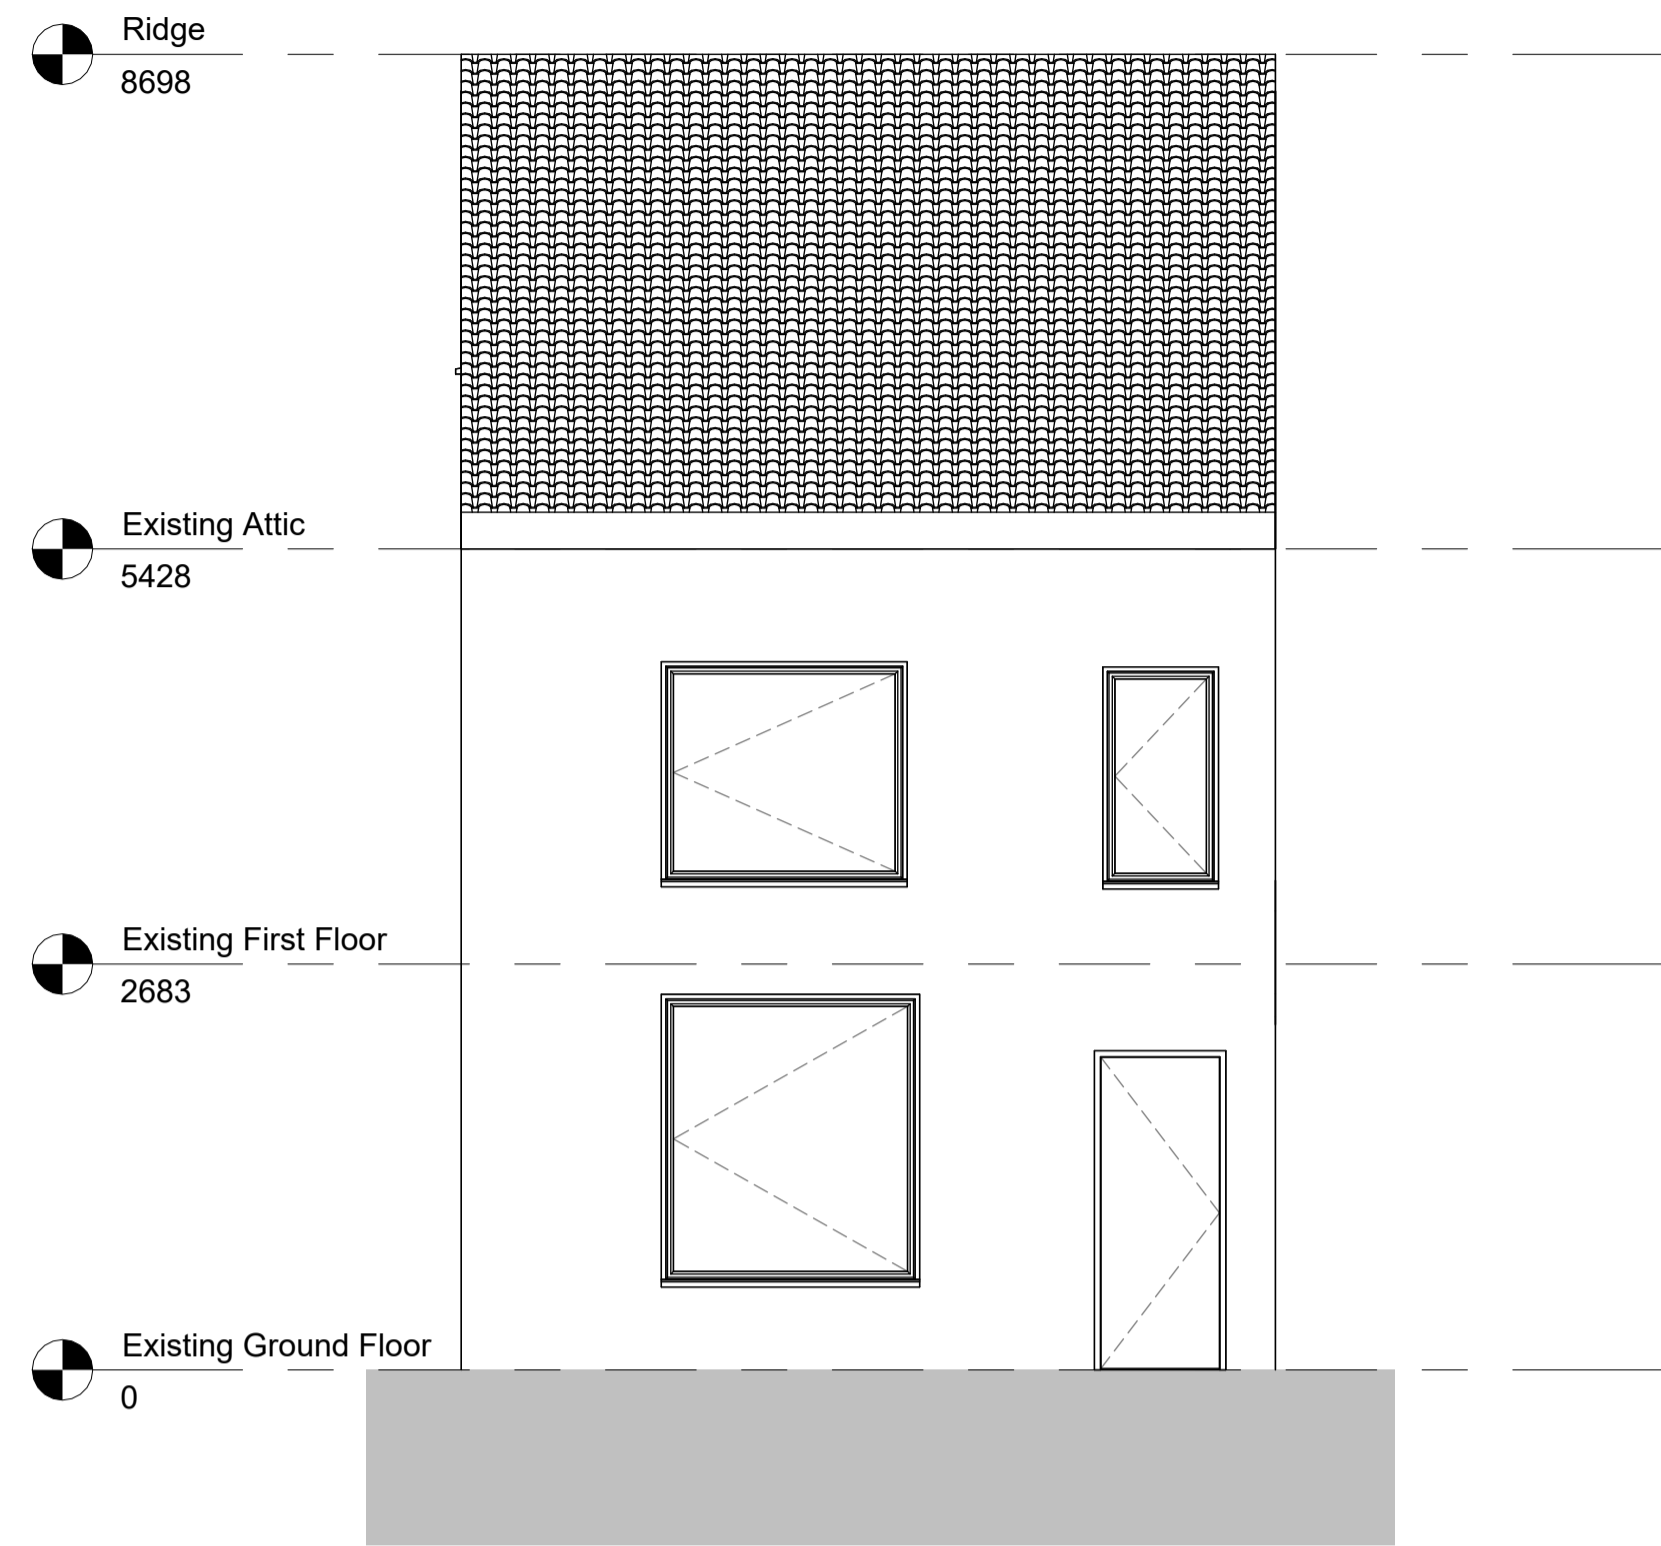 Ridge
8698
Existing Attic
5428
Existing First Floor
2683
Existing Ground Floor
0